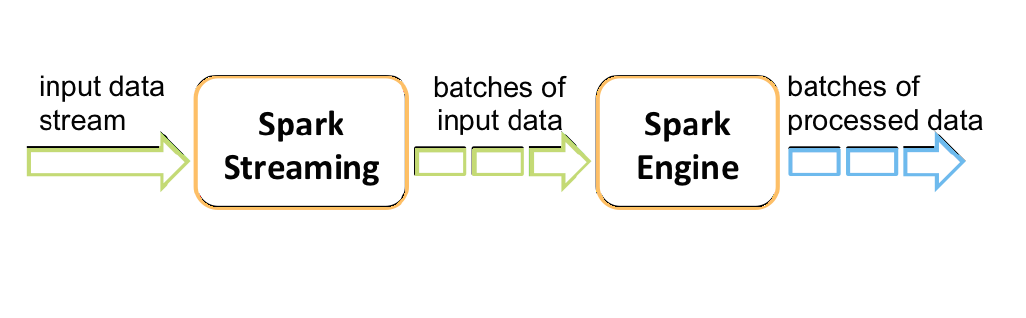 input data
stream
Spark
Streaming
batches of
input data
Spark
Engine
batches of
processed data